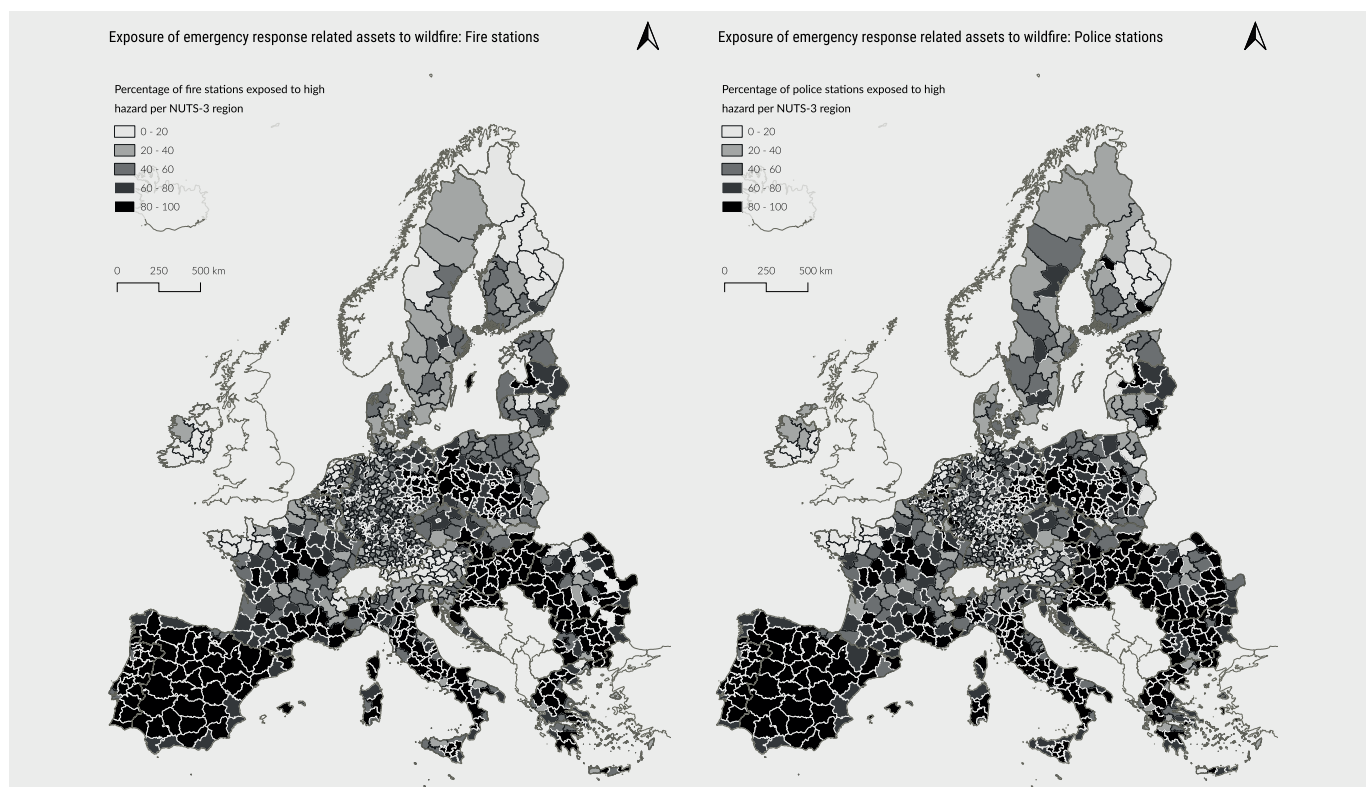 Exposure of emergency response related assets to wildfire: Fire stations
Percentage of fire stations exposed to high
hazard per NUTS-3 region
0 - 20
20 - 40
40 - 60
60 - 80
80 - 100
0 250 500 km
Exposure of emergency response related assets to wildfire: Police stations
Percentage of police stations exposed to high
hazard per NUTS-3 region
0 - 20
20 - 40
40 - 60
60 - 80
80 - 100
0 250 500 km